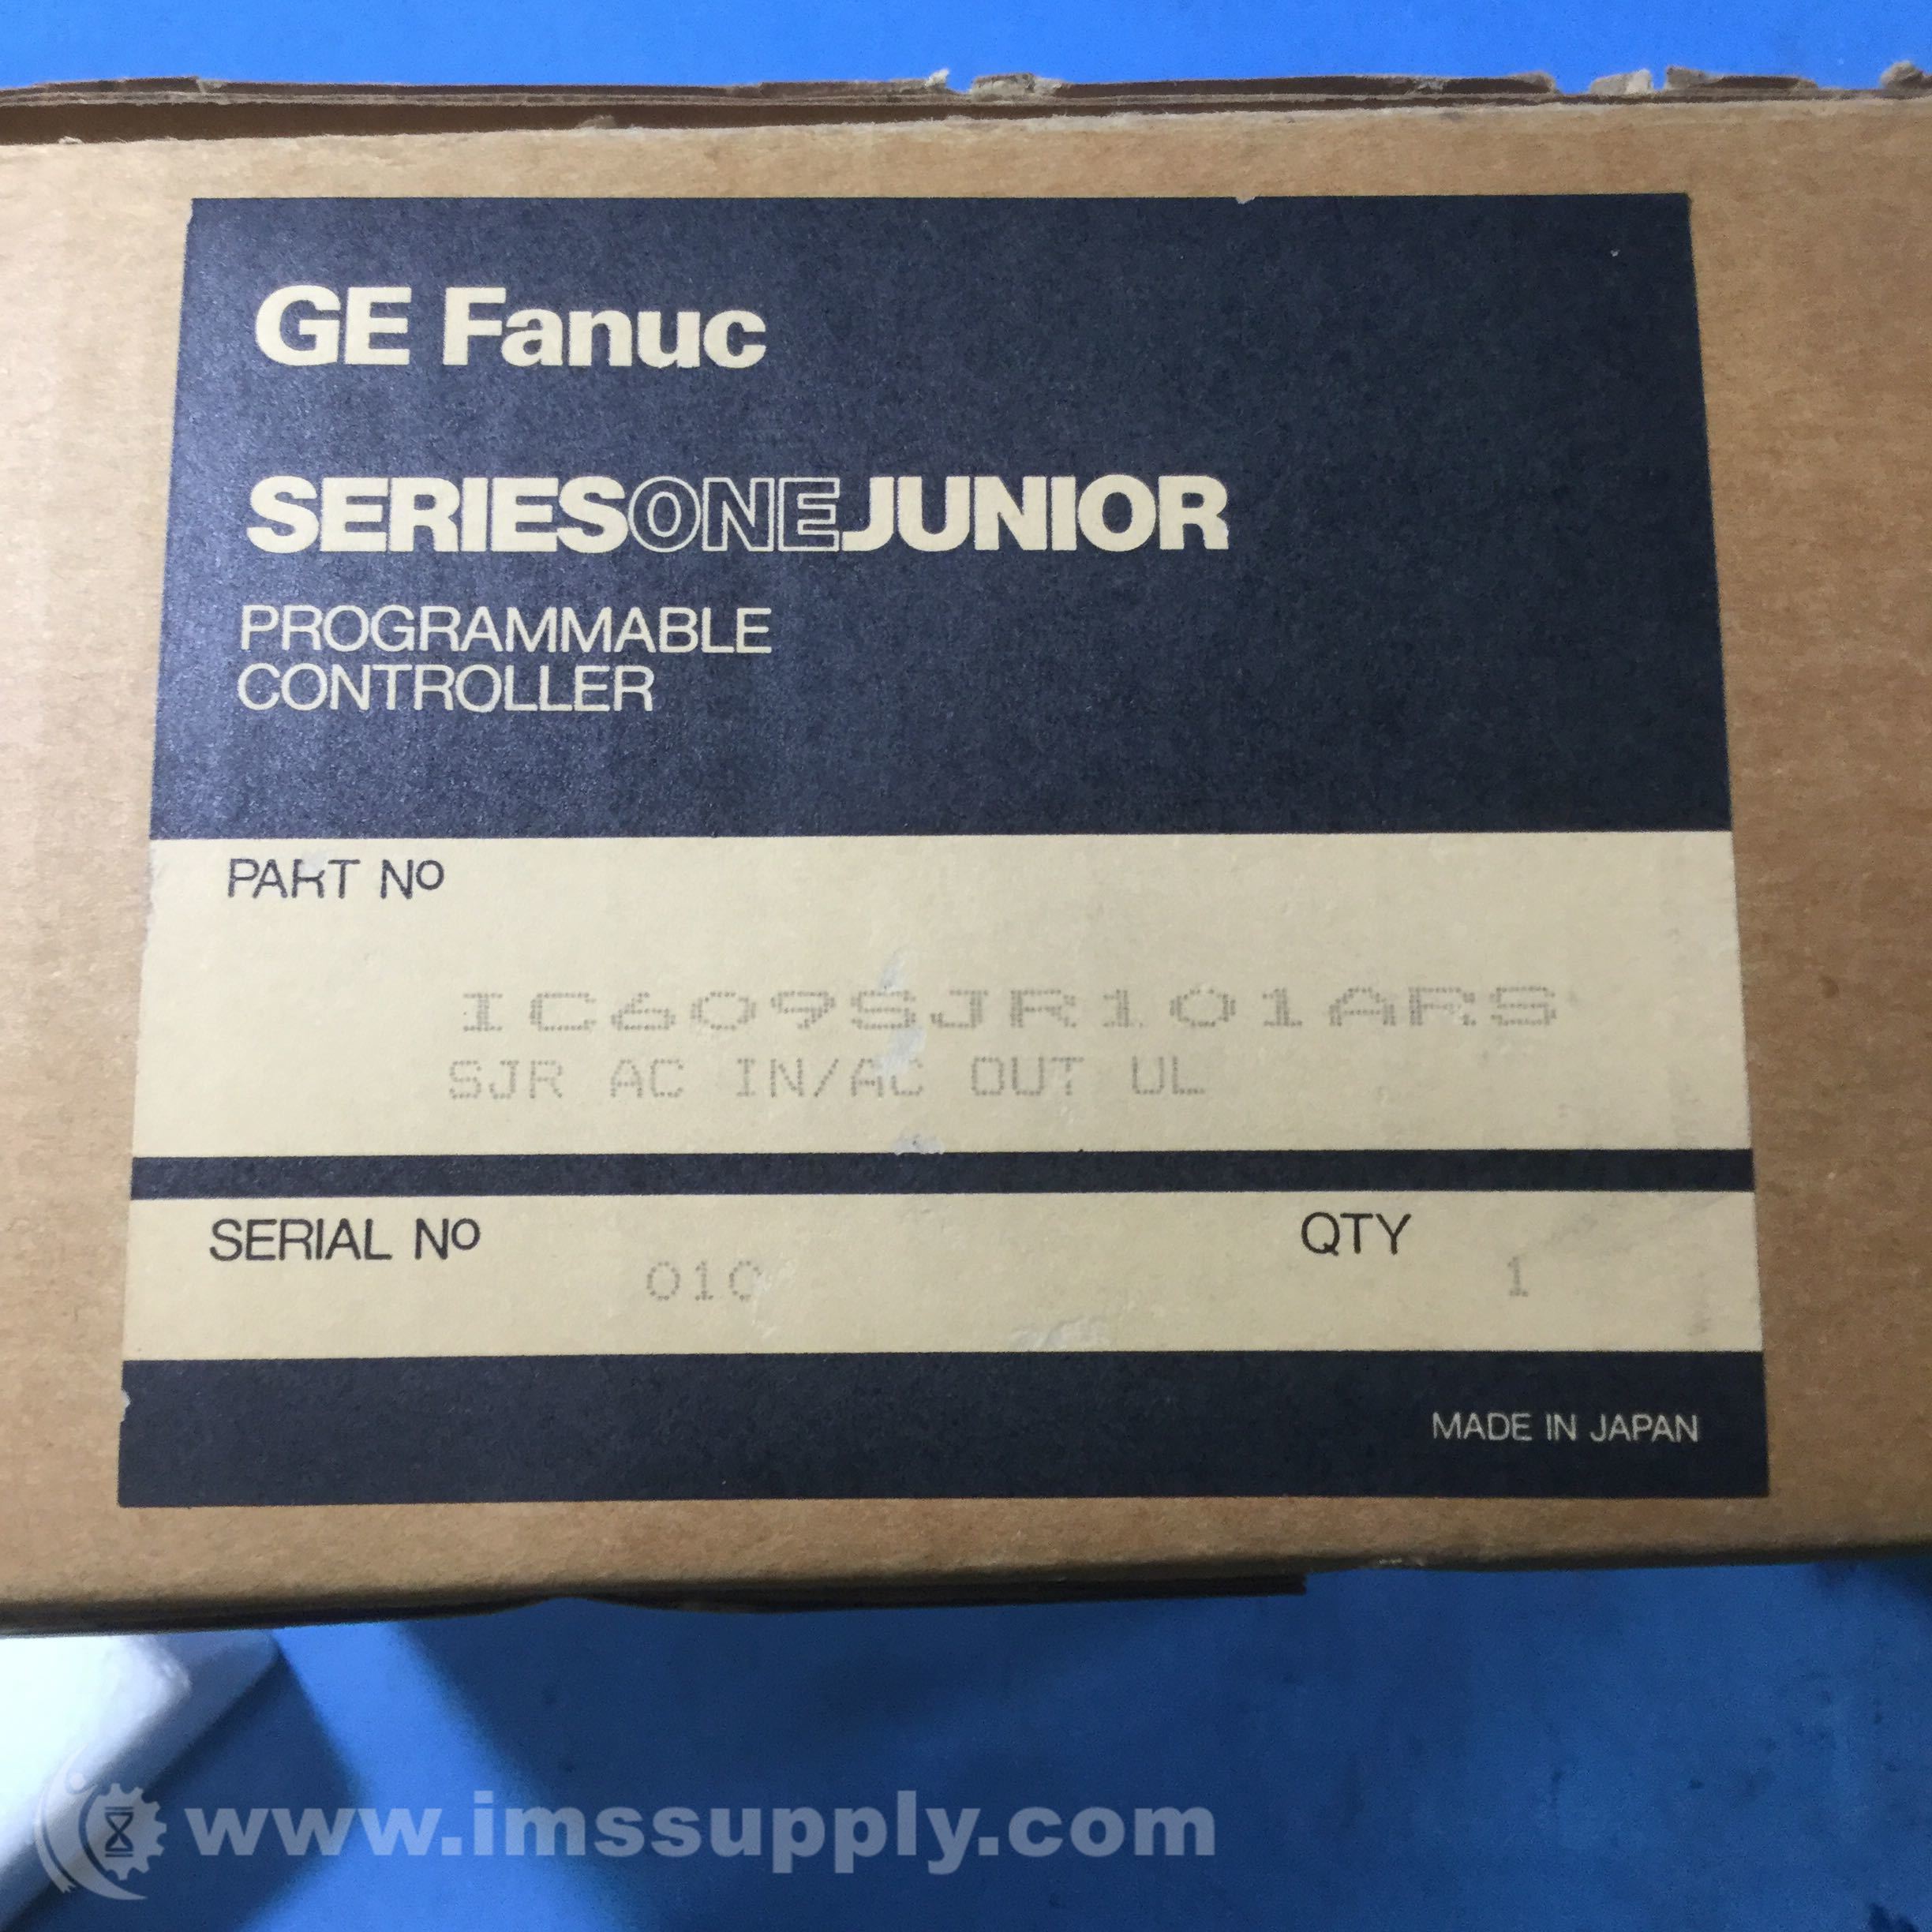 GE Fanuc
SERIESONEJUNIOR
PROGRAMMABLE
CONTROLLER
PART No
IC609SJR101ARS
SJR AC IN/AC OUT UL
SERIAL No
QTY
010
1
MADE IN JAPAN
www.imssupply.com